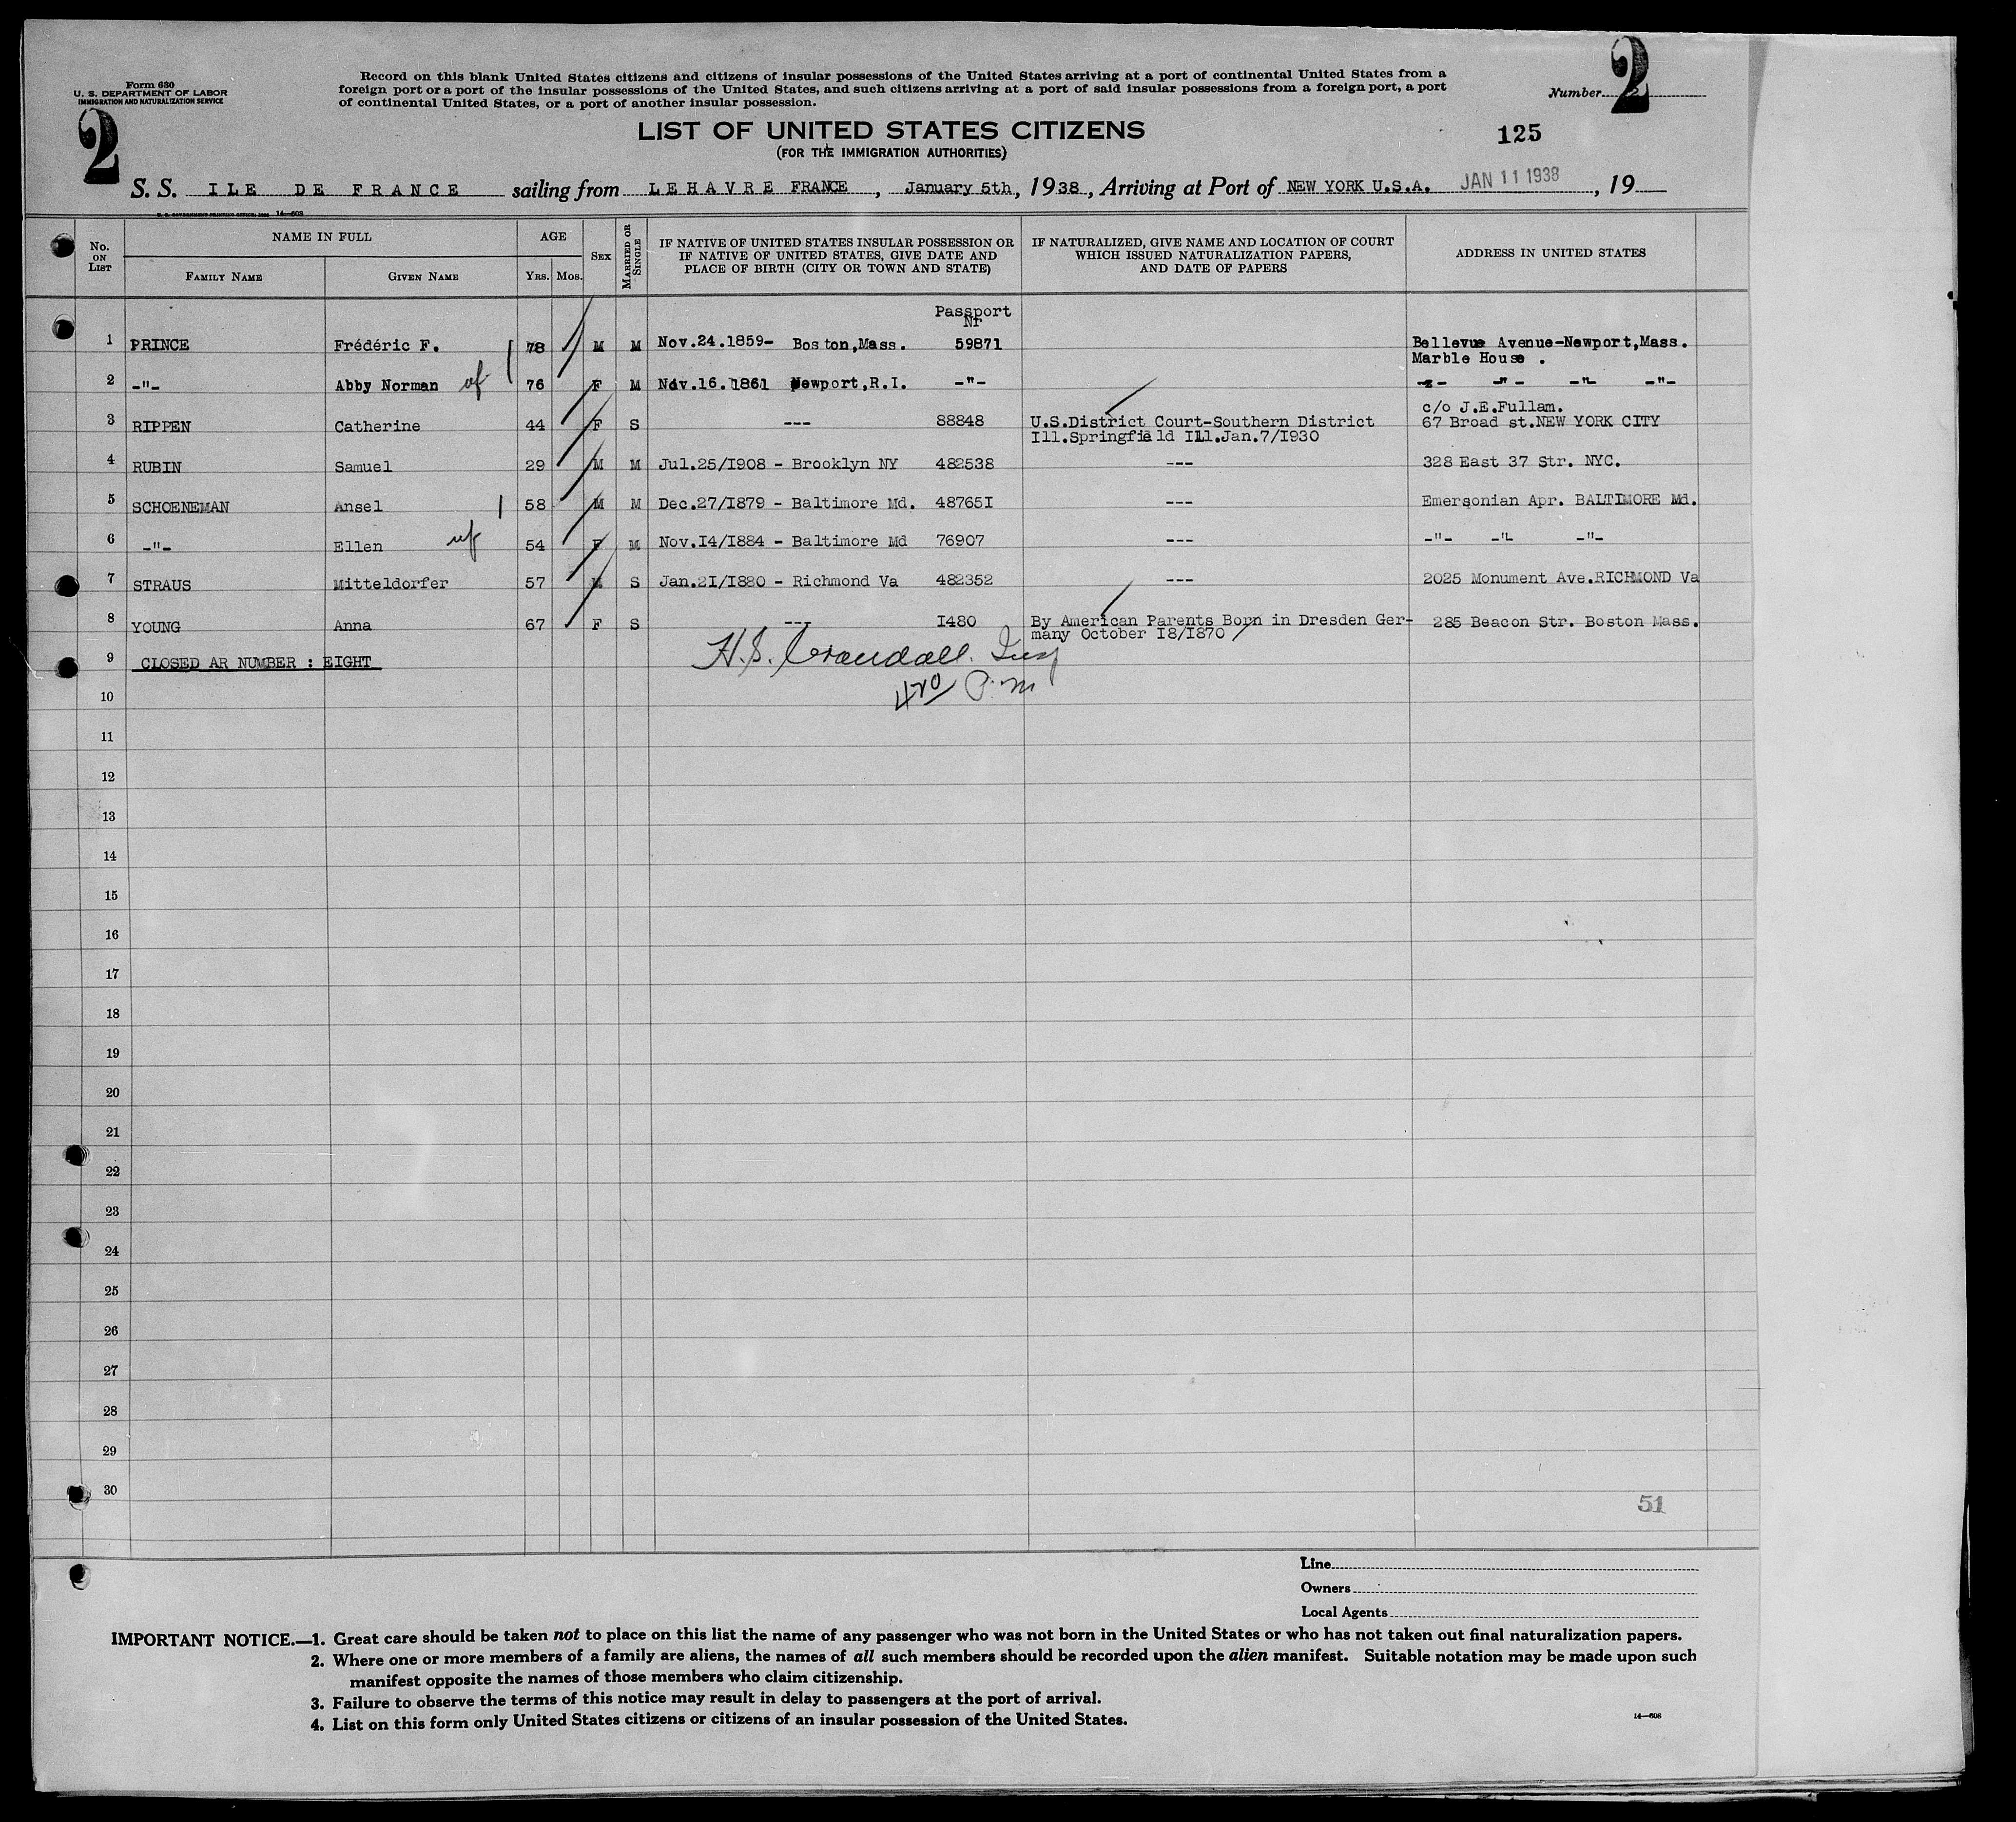 Form 630
U. S. DEPARTMENT OF LABOR
IMMIGRATION AND NATURALIZATION SERVICE
Record on this blank United States citizens and citizens of insular possessions of the United States arriving at a port of continental United States from a
foreign port or a port of the insular possessions of the United States, and such citizens arriving at a port of said insular possessions from a foreign port, a port
of continental United States, or a port of another insular possession.
Number 2
2
LIST OF UNITED STATES CITIZENS
(FOR THE IMMIGRATION AUTHORITIES)
125
S. S. ILE DE FRANCE sailing from LEHAVRE FRANCE, January 5th, 1938, Arriving at Port of NEW YORK U.S.A. JAN 11 1938, 19
U. S. GOVERNMENT PRINTING OFFICE 14—608
No. ON LIST NAME IN FULL FAMILY NAME GIVEN NAME AGE YRS. MOS. SEX MARRIED OR SINGLE IF NATIVE OF UNITED STATES INSULAR POSSESSION OR IF NATIVE OF UNITED STATES, GIVE DATE AND PLACE OF BIRTH (CITY OR TOWN AND STATE) IF NATURALIZED, GIVE NAME AND LOCATION OF COURT WHICH ISSUED NATURALIZATION PAPERS, AND DATE OF PAPERS ADDRESS IN UNITED STATES
Passport
Nr
1 PRINCE Frédéric F. 78 M M Nov.24.1859- Boston,Mass. 59871 Bellevue Avenue-Newport,Mass.
Marble House .
2 -"- Abby Norman wf 76 F M Nov.16.1861 Newport,R.I. -"- -"- -"- -"- -"-
c/o J.E.Fullam.
3 RIPPEN Catherine 44 F S --- 88848 U.S.District Court-Southern District 67 Broad st.NEW YORK CITY
Ill.Springfield Ill.Jan.7/I930
4 RUBIN Samuel 29 M M Jul.25/I908 - Brooklyn NY 482538 --- 328 East 37 Str. NYC.
5 SCHOENEMAN Ansel 58 M M Dec.27/I879 - Baltimore Md. 48765I --- Emersonian Apr. BALTIMORE Md.
6 -"- Ellen wf 54 F M Nov.I4/I884 - Baltimore Md 76907 --- -"- -"- -"-
7 STRAUS Mitteldorfer 57 M S Jan.2I/I880 - Richmond Va 482352 --- 2025 Monument Ave.RICHMOND Va
8 YOUNG Anna 67 F S --- I480 By American Parents Born in Dresden Ger- 285 Beacon Str. Boston Mass.
many October I8/I870
9 CLOSED AR NUMBER : EIGHT
H.S. Crandall. Insp
420 P.m
10
11
12
13
14
15
16
17
18
19
20
21
22
23
24
25
26
27
28
29
30
51
Line
Owners
Local Agents
IMPORTANT NOTICE.—1. Great care should be taken not to place on this list the name of any passenger who was not born in the United States or who has not taken out final naturalization papers.
2. Where one or more members of a family are aliens, the names of all such members should be recorded upon the alien manifest. Suitable notation may be made upon such
manifest opposite the names of those members who claim citizenship.
3. Failure to observe the terms of this notice may result in delay to passengers at the port of arrival.
4. List on this form only United States citizens or citizens of an insular possession of the United States.
14—608